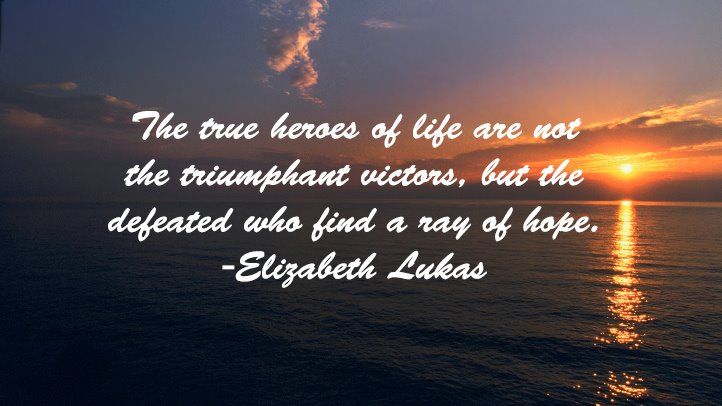 The true heroes of life are not
the triumphant victors, but the
defeated who find a ray of hope.
-Elizabeth Lukas